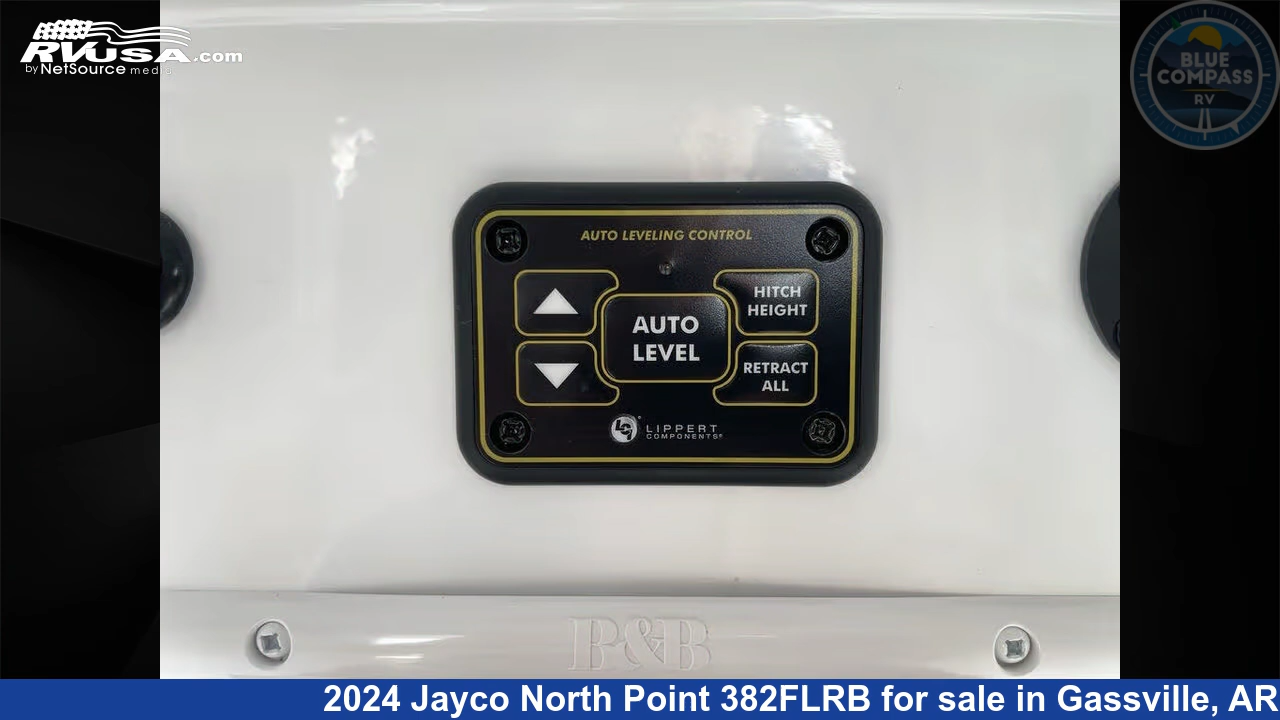 RVUSA.com
by NetSource media
BLUE
COMPASS
RV
AUTO LEVELING CONTROL
HITCH
HEIGHT
AUTO
LEVEL
RETRACT
ALL
LCI
LIPPERT
COMPONENTS®
B&B
2024 Jayco North Point 382FLRB for sale in Gassville, AR